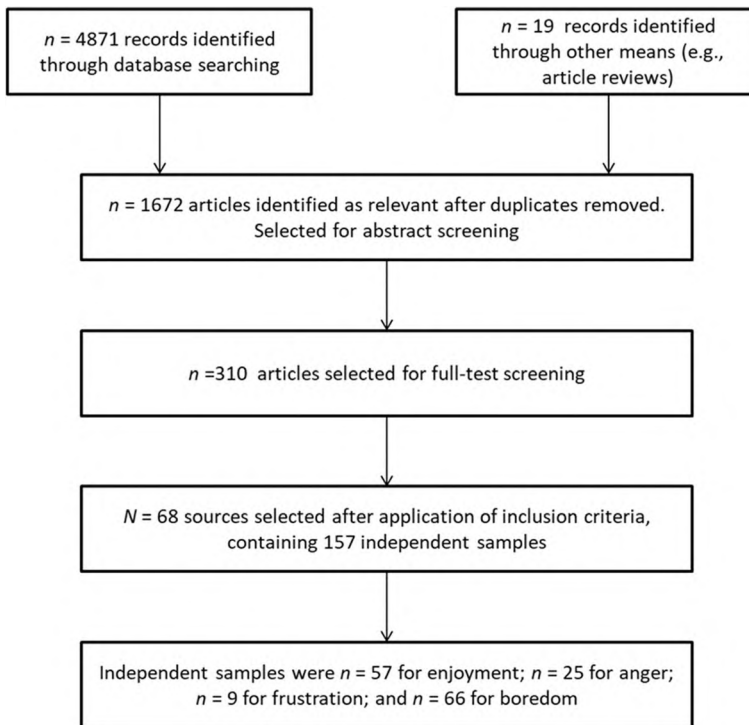 n = 4871 records identified
through database searching
n = 19 records identified
through other means (e.g.,
article reviews)
n = 1672 articles identified as relevant after duplicates removed.
Selected for abstract screening
n =310 articles selected for full-test screening
N = 68 sources selected after application of inclusion criteria,
containing 157 independent samples
Independent samples were n = 57 for enjoyment; n = 25 for anger;
n = 9 for frustration; and n = 66 for boredom